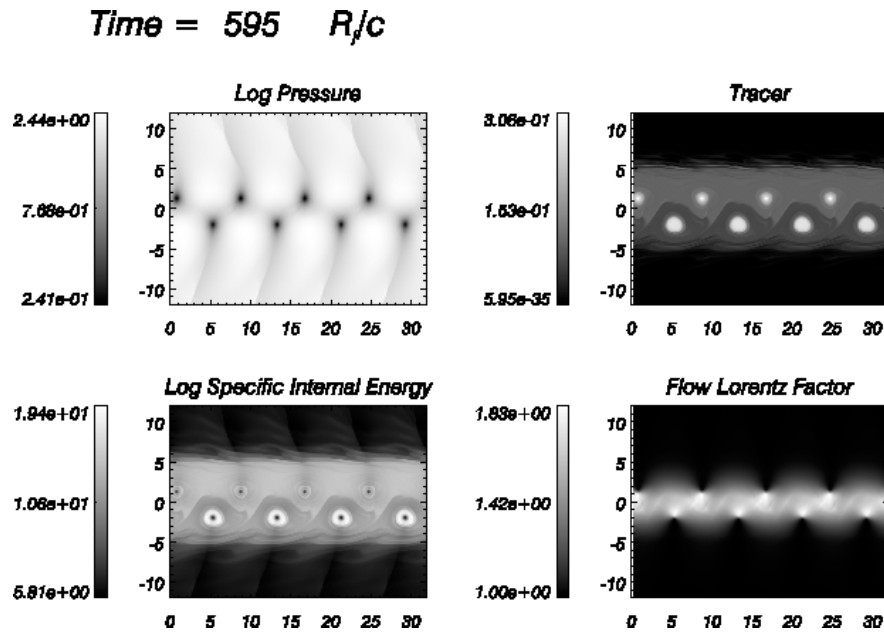 Time = 595 Rj/c
Log Pressure
2.44e+00
7.68e-01
2.41e-01
10
5
0
-5
-10
0 5 10 15 20 25 30
Tracer
3.06e-01
1.53e-01
5.95e-35
10
5
0
-5
-10
0 5 10 15 20 25 30
Log Specific Internal Energy
1.94e+01
1.06e+01
5.81e+00
10
5
0
-5
-10
0 5 10 15 20 25 30
Flow Lorentz Factor
1.83e+00
1.42e+00
1.00e+00
10
5
0
-5
-10
0 5 10 15 20 25 30